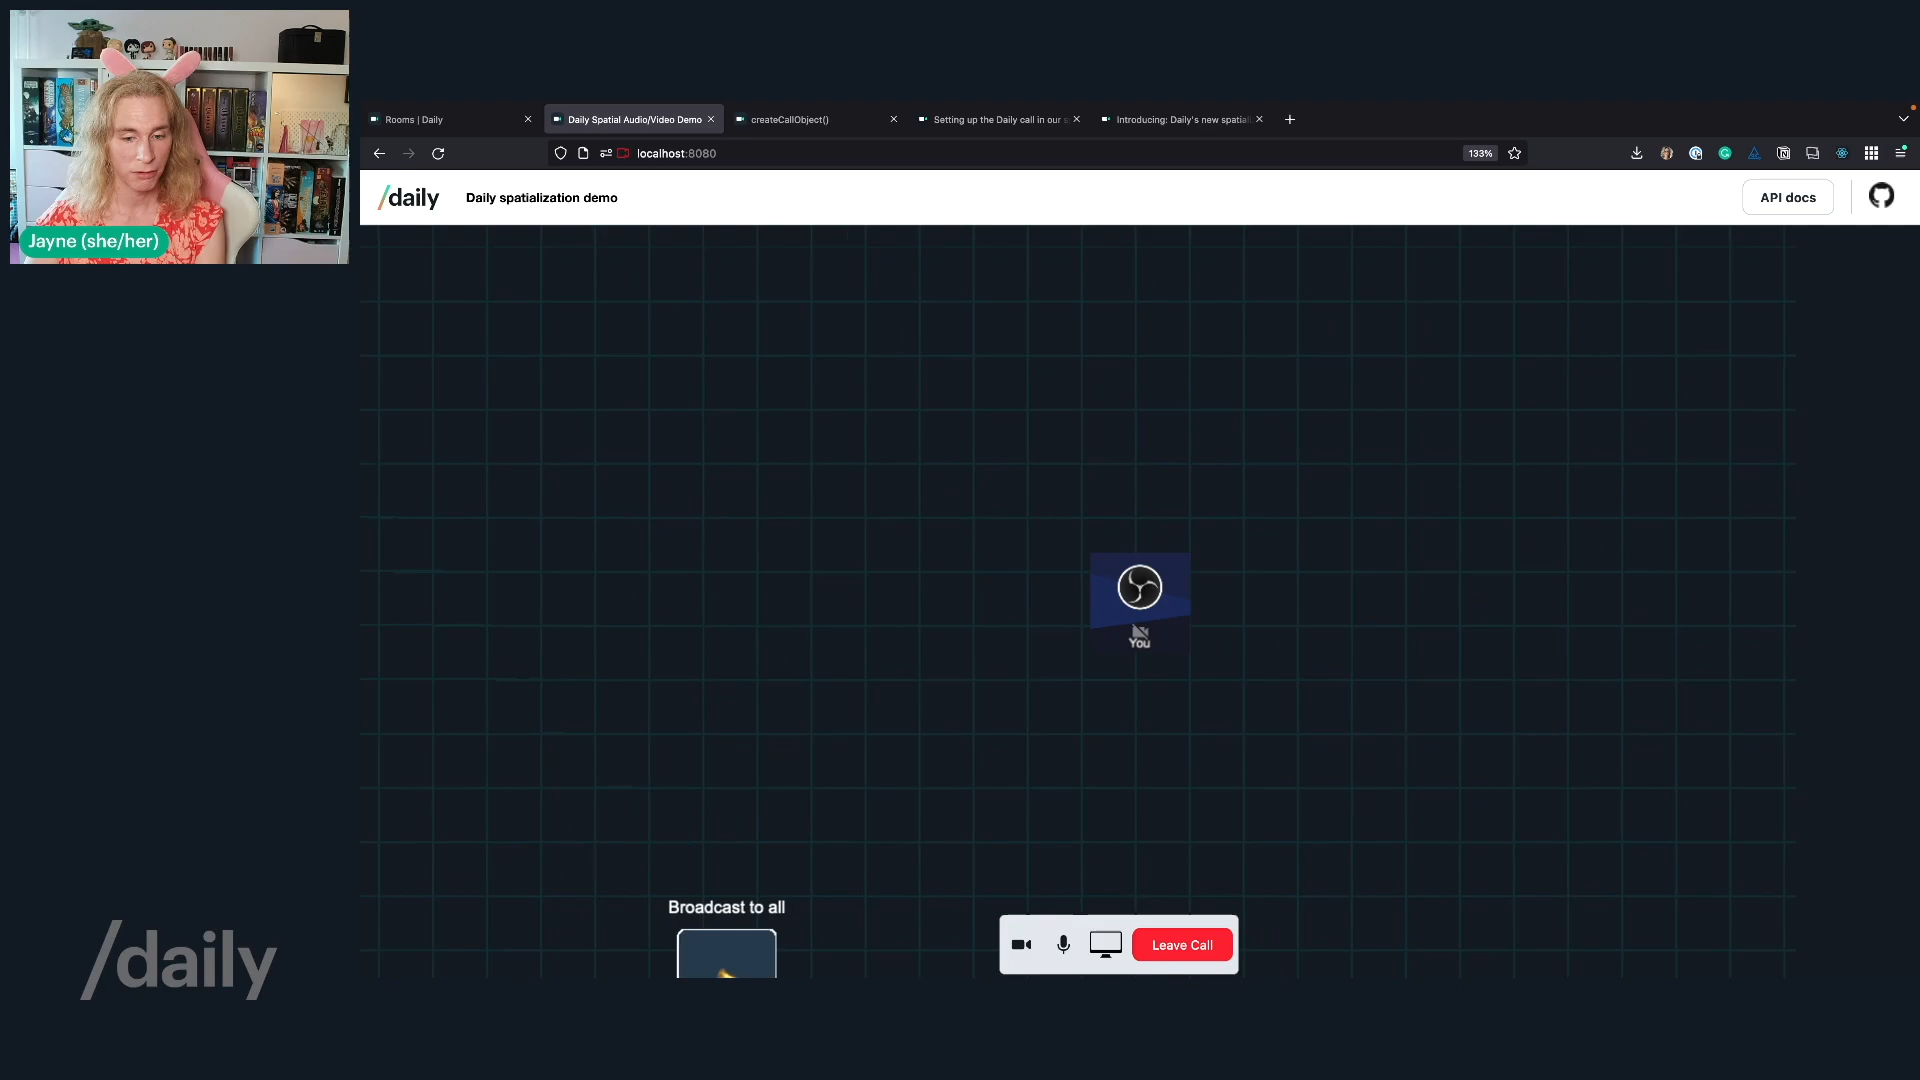 Jayne (she/her)
Rooms | Daily
Daily Spatial Audio/Video Demo
createCallObject()
Setting up the Daily call in our s
Introducing: Daily's new spatial
localhost:8080
133%
/daily
Daily spatialization demo
API docs
You
Broadcast to all
Leave Call
/daily